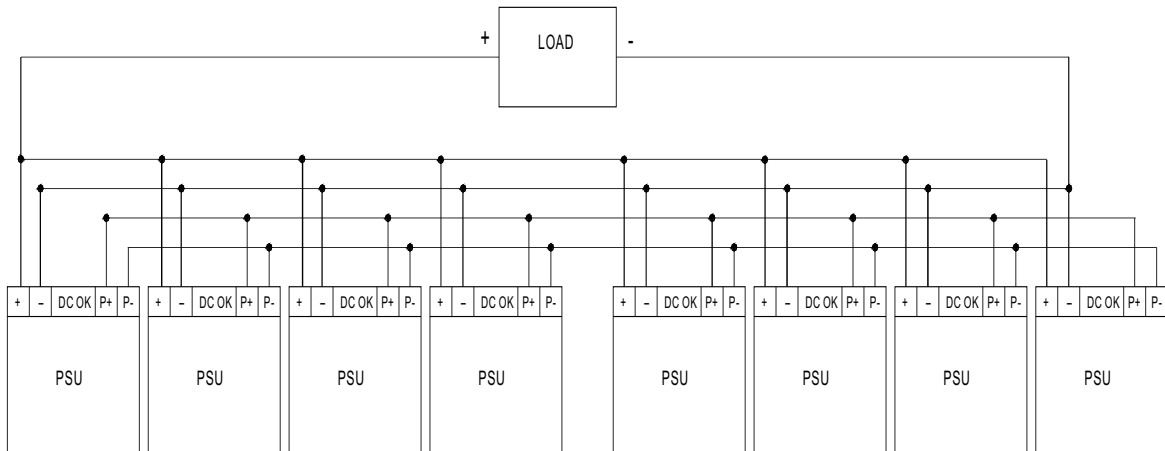 + LOAD -
+ – DC OK P+ P- + – DC OK P+ P- + – DC OK P+ P- + – DC OK P+ P- + – DC OK P+ P- + – DC OK P+ P- + – DC OK P+ P- + – DC OK P+ P-
PSU PSU PSU PSU PSU PSU PSU PSU